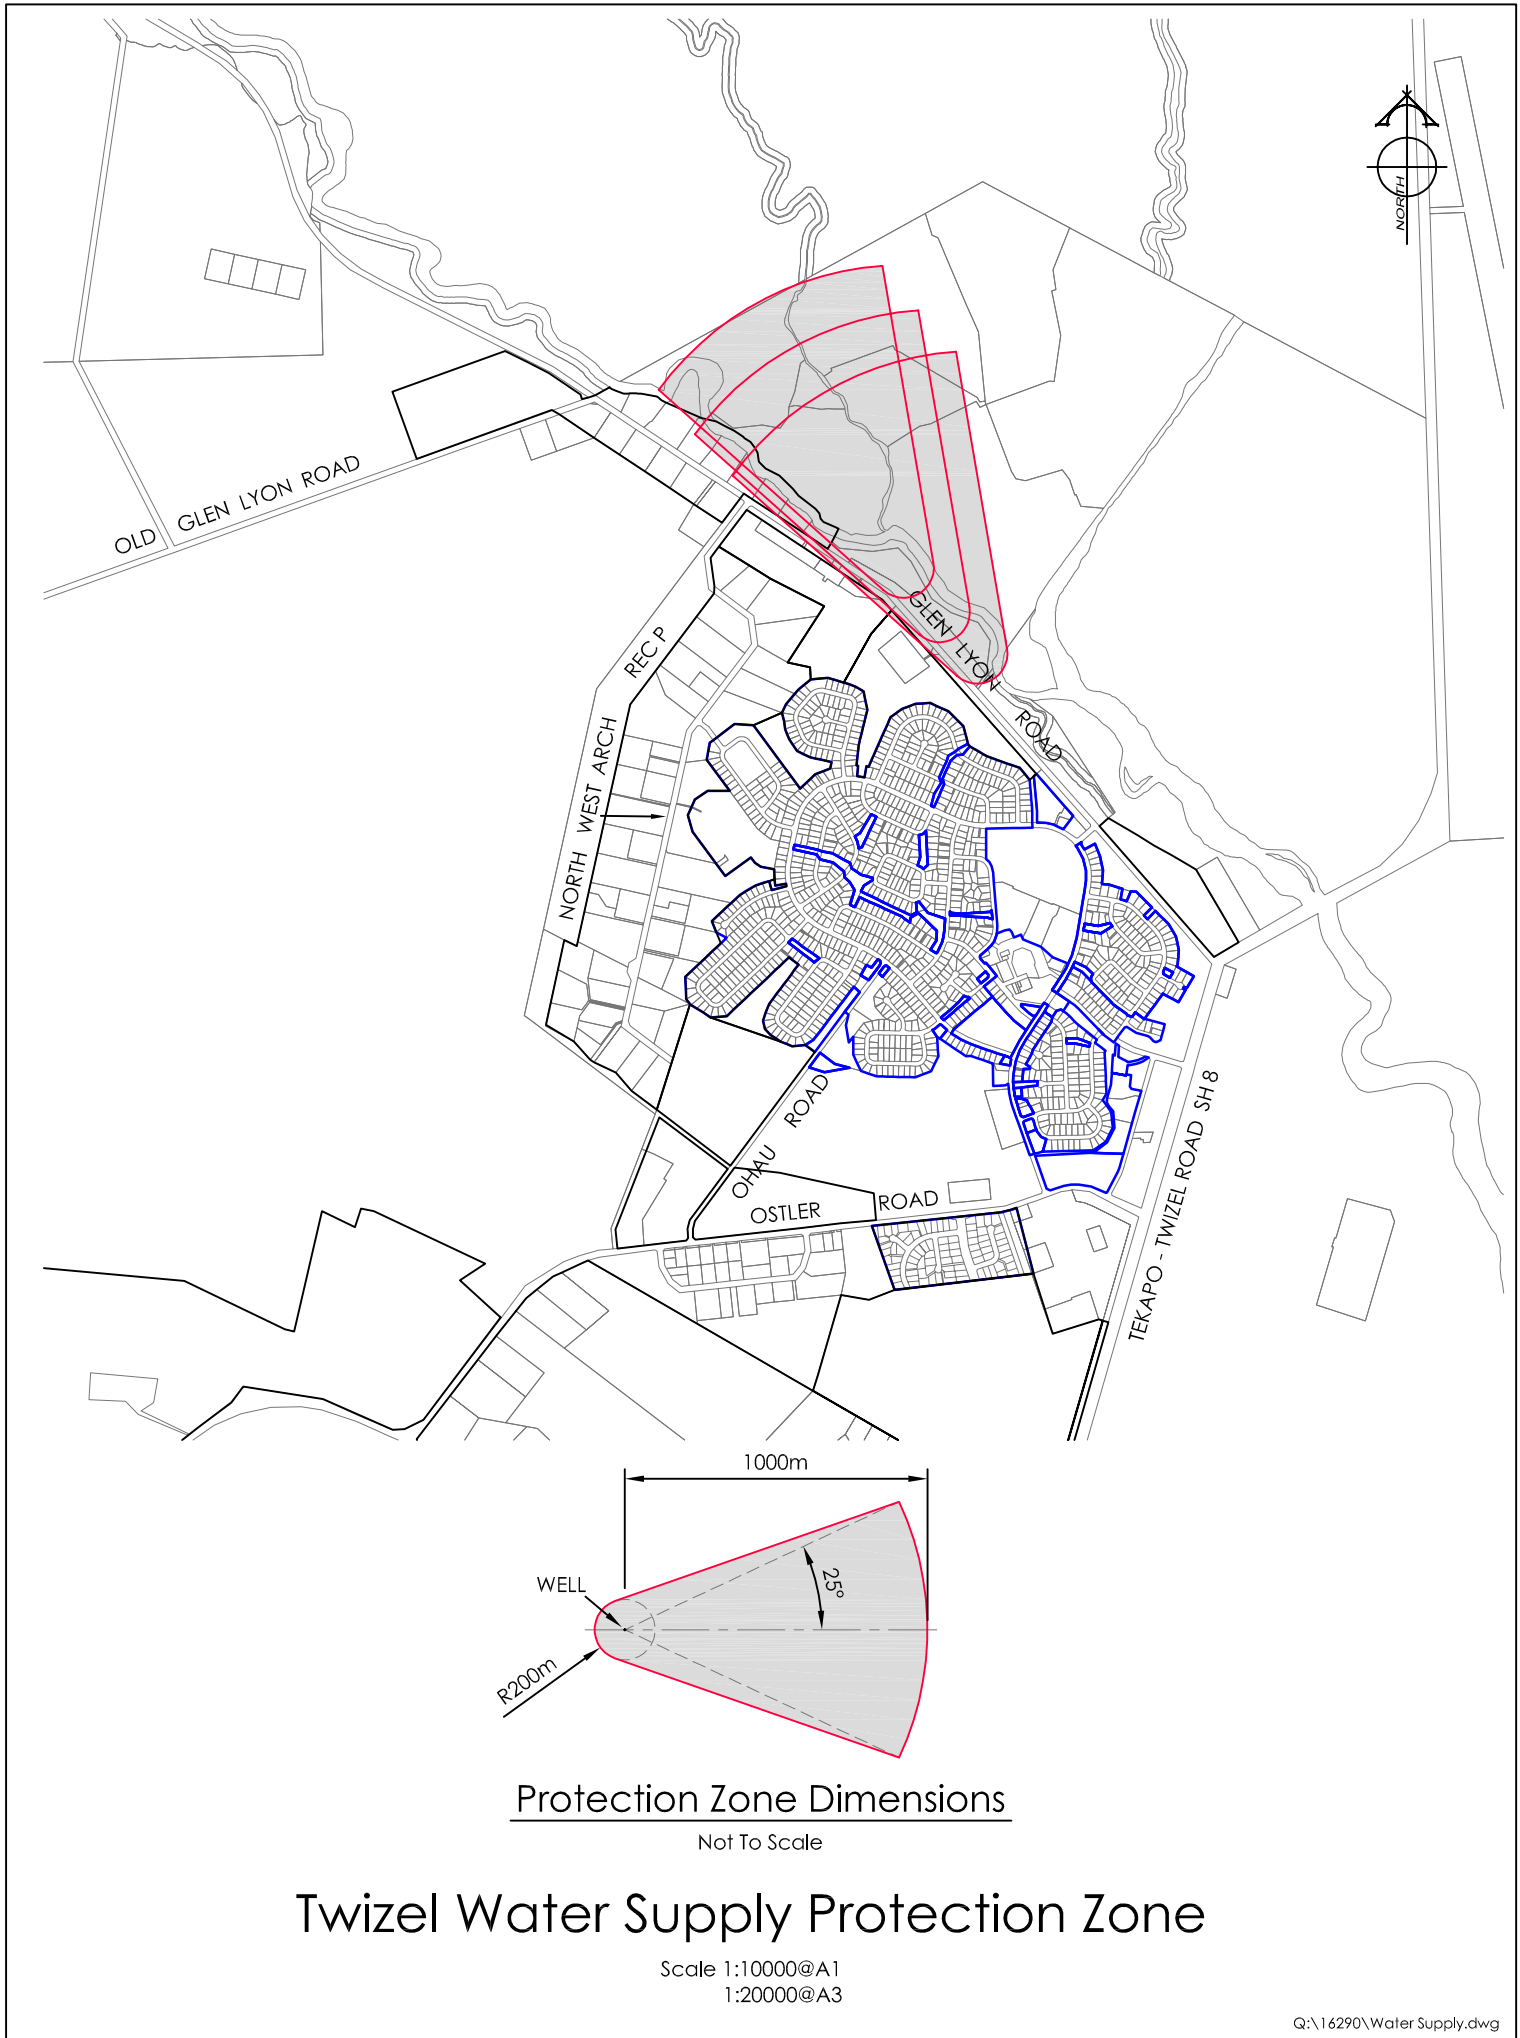 NORTH
OLD GLEN LYON ROAD
GLEN LYON ROAD
REC P
NORTH WEST ARCH
OHAU ROAD
OSTLER ROAD
TEKAPO - TWIZEL ROAD SH 8
1000m
WELL
25°
R200m
Protection Zone Dimensions
Not To Scale
Twizel Water Supply Protection Zone
Scale 1:10000@A1
1:20000@A3
Q:\16290\Water Supply.dwg